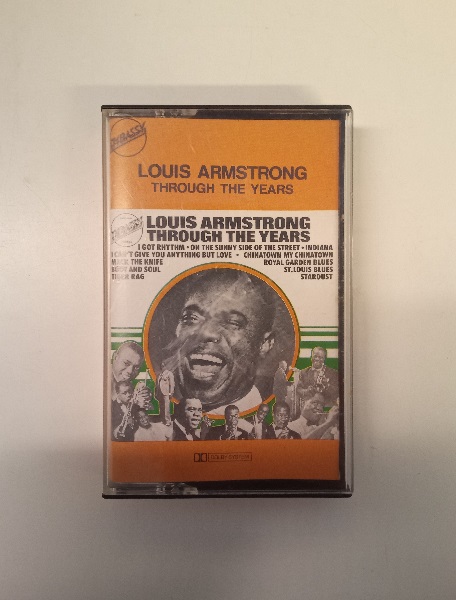 EMBASSY
LOUIS ARMSTRONG
THROUGH THE YEARS
EMBASSY
LOUIS ARMSTRONG
THROUGH THE YEARS
I GOT RHYTHM • ON THE SUNNY SIDE OF THE STREET • INDIANA
I CAN'T GIVE YOU ANYTHING BUT LOVE • CHINATOWN MY CHINATOWN
MACK THE KNIFE ROYAL GARDEN BLUES
BODY AND SOUL ST. LOUIS BLUES
TIGER RAG STARDUST
DOLBY SYSTEM